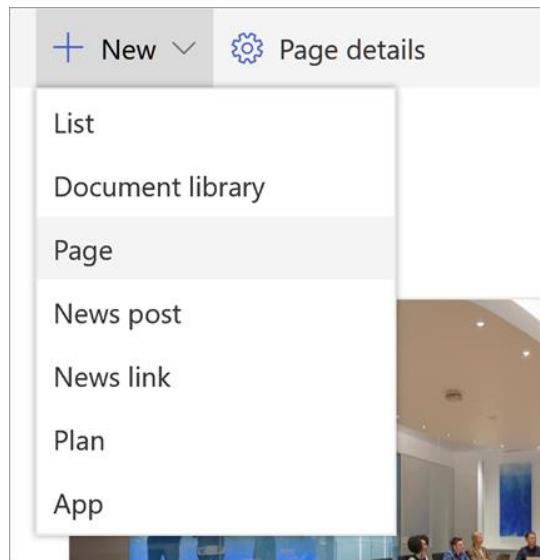 New
Page details
List
Document library
Page
News post
News link
Plan
App